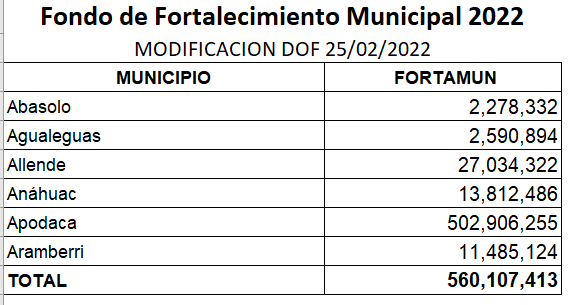 Fondo de Fortalecimiento Municipal 2022
MODIFICACION DOF 25/02/2022
MUNICIPIO FORTAMUN
Abasolo 2,278,332
Agualeguas 2,590,894
Allende 27,034,322
Anáhuac 13,812,486
Apodaca 502,906,255
Aramberri 11,485,124
TOTAL 560,107,413